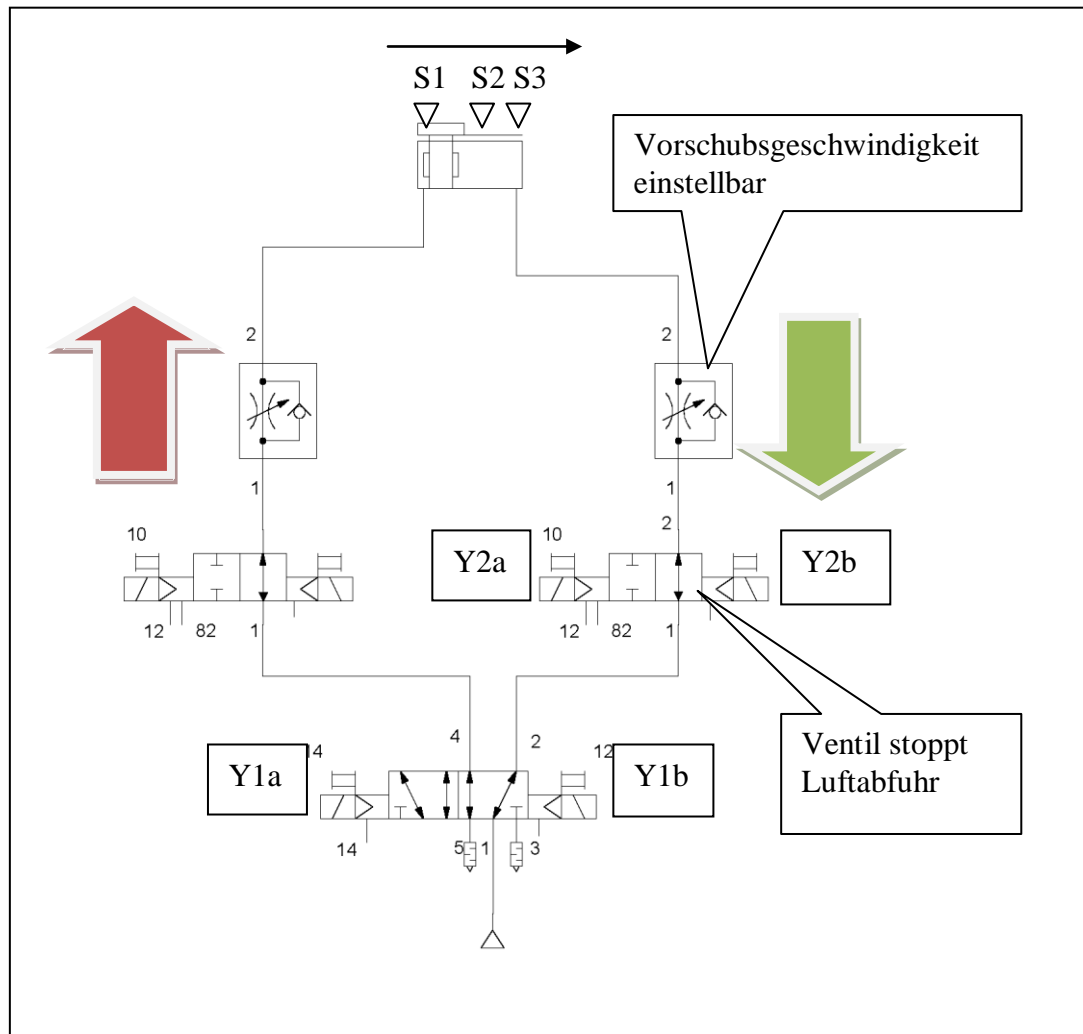 S1 S2 S3
Vorschubsgeschwindigkeit
einstellbar
2 2
1 1
10 Y2a 10 2 Y2b
12 82 1 12 82 1
4 2
Ventil stoppt
Luftabfuhr
Y1a 14 Y1b 12
14 5 1 3